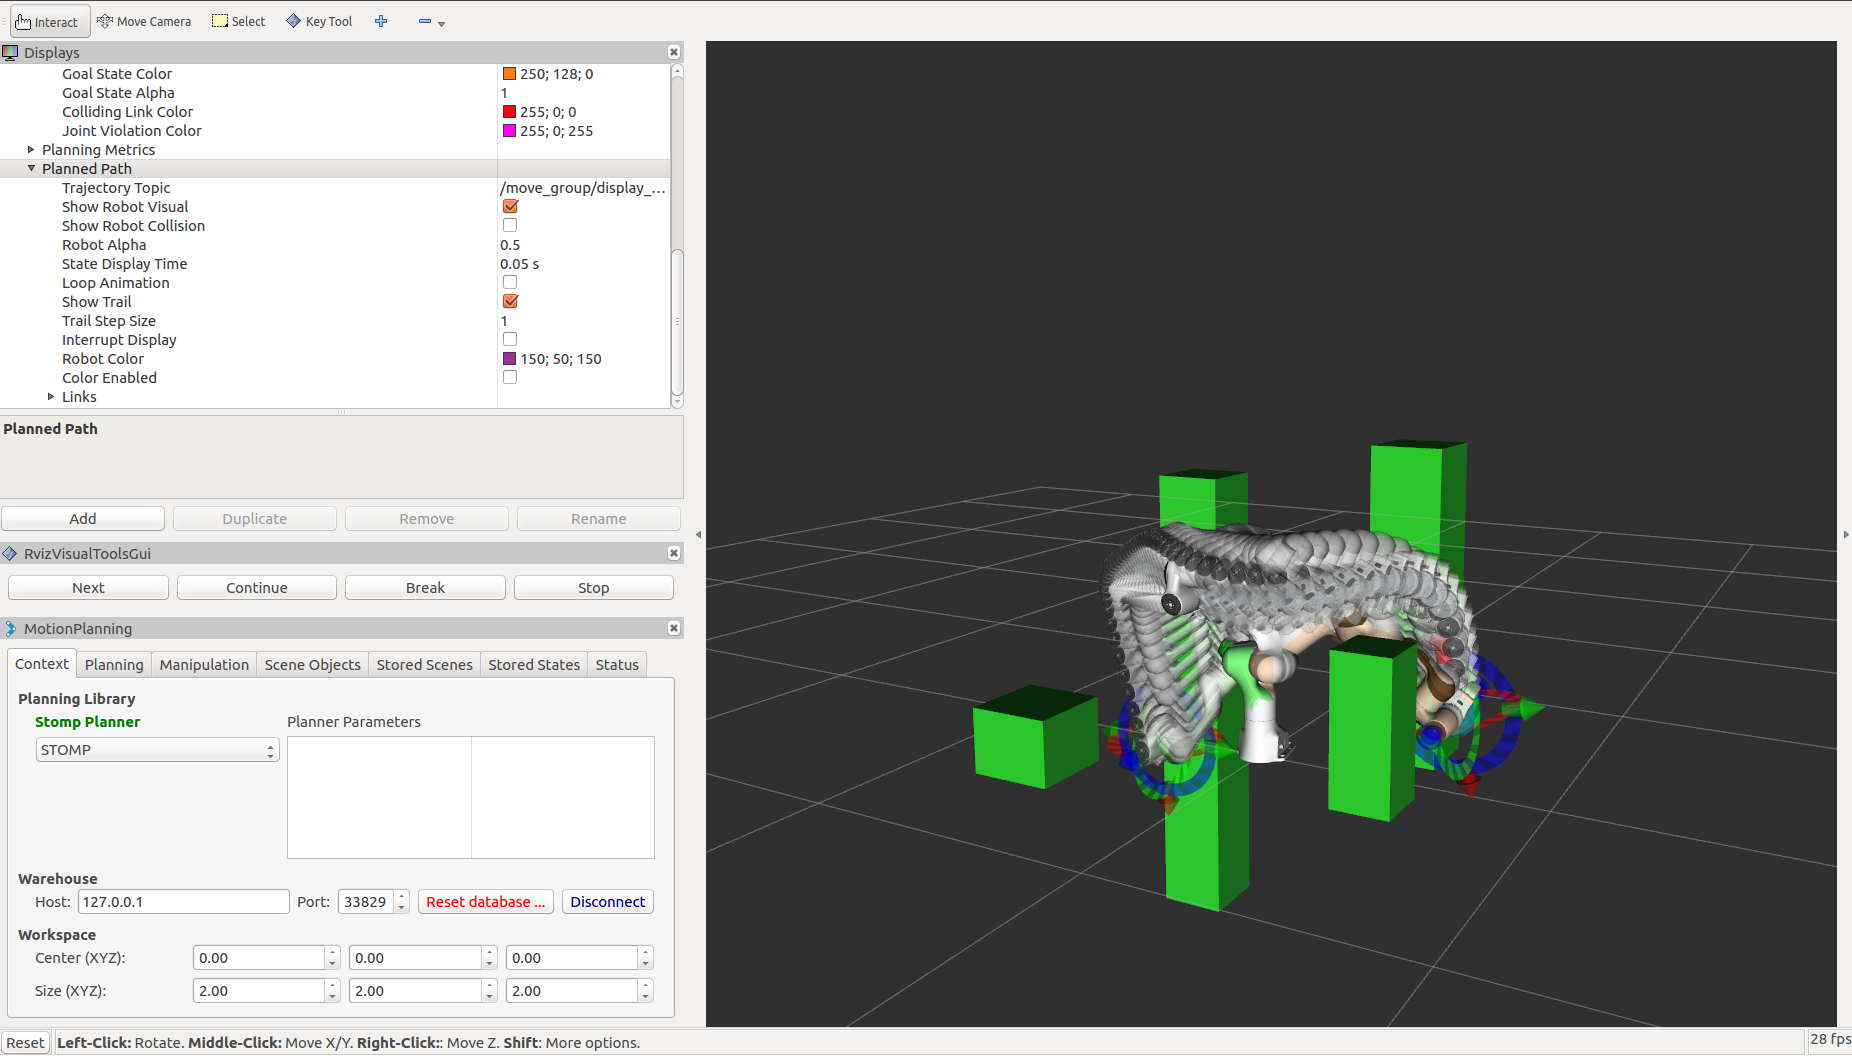 Interact Move Camera Select Key Tool
Displays
Goal State Color 250; 128; 0
Goal State Alpha 1
Colliding Link Color 255; 0; 0
Joint Violation Color 255; 0; 255
Planning Metrics
Planned Path
Trajectory Topic /move_group/display_...
Show Robot Visual
Show Robot Collision
Robot Alpha 0.5
State Display Time 0.05 s
Loop Animation
Show Trail
Trail Step Size 1
Interrupt Display
Robot Color 150; 50; 150
Color Enabled
Links
Planned Path
Add Duplicate Remove Rename
RvizVisualToolsGui
Next Continue Break Stop
MotionPlanning
Context Planning Manipulation Scene Objects Stored Scenes Stored States Status
Planning Library
Stomp Planner Planner Parameters
STOMP
Warehouse
Host: 127.0.0.1 Port: 33829 Reset database ... Disconnect
Workspace
Center (XYZ): 0.00 0.00 0.00
Size (XYZ): 2.00 2.00 2.00
Reset Left-Click: Rotate. Middle-Click: Move X/Y. Right-Click:: Move Z. Shift: More options. 28 fps